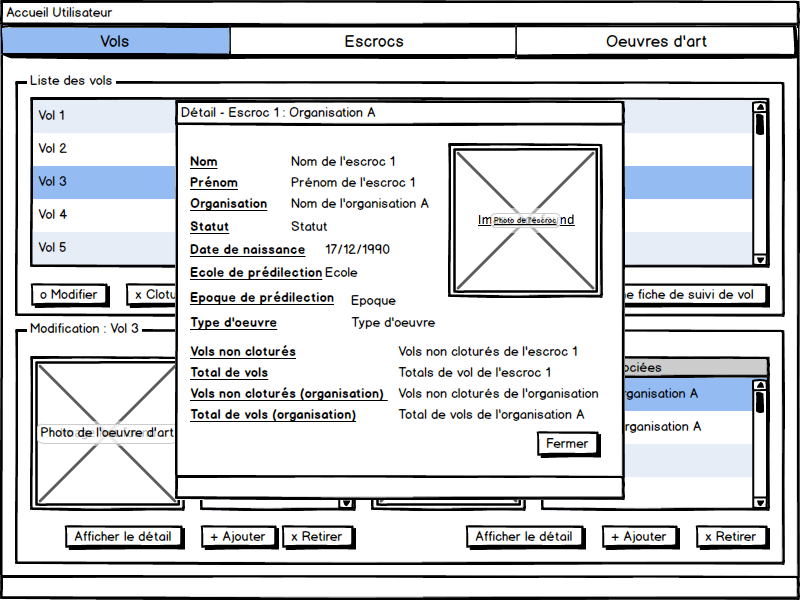 Accueil Utilisateur
Vols Escrocs Oeuvres d'art
Liste des vols
Vol 1
Vol 2
Vol 3
Vol 4
Vol 5
o Modifier x Clotu
e fiche de suivi de vol
Détail - Escroc 1 : Organisation A
Nom Nom de l'escroc 1
Prénom Prénom de l'escroc 1
Organisation Nom de l'organisation A
Statut Statut
Date de naissance 17/12/1990
Ecole de prédilection Ecole
Epoque de prédilection Epoque
Type d'oeuvre Type d'oeuvre
Photo de l'escroc
Vols non cloturés Vols non cloturés de l'escroc 1
Total de vols Totals de vol de l'escroc 1
Vols non cloturés (organisation) Vols non cloturés de l'organisation
Total de vols (organisation) Total de vols de l'organisation A
Fermer
Modification : Vol 3
Photo de l'oeuvre d'art
ociées
rganisation A
rganisation A
Afficher le détail + Ajouter x Retirer Afficher le détail + Ajouter x Retirer